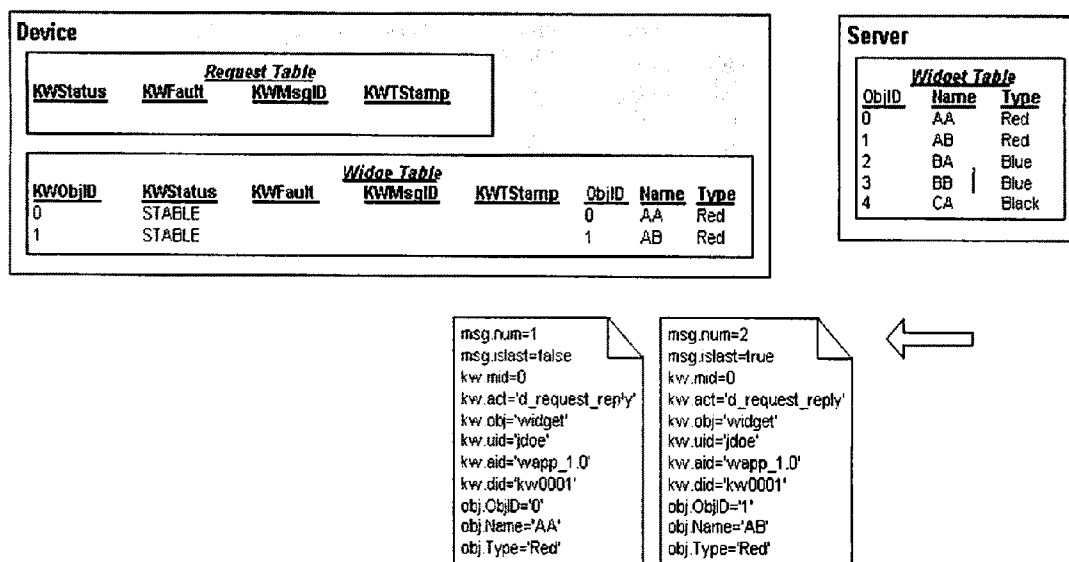 Device
Request Table
KWStatus KWFault KWMsgID KWTStamp
Widge Table
KWObjID KWStatus KWFault KWMsgID KWTStamp ObjID Name Type
0 STABLE 0 AA Red
1 STABLE 1 AB Red
Server
Widget Table
ObjID Name Type
0 AA Red
1 AB Red
2 BA Blue
3 BB Blue
4 CA Black
msg.num=1
msg.islast=false
kw.mid=0
kw.act='d_request_reply'
kw.obj='widget'
kw.uid='jdoe'
kw.aid='wapp_1.0'
kw.did='kw0001'
obj.ObjID='0'
obj.Name='AA'
obj.Type='Red'
msg.num=2
msg.islast=true
kw.mid=0
kw.act='d_request_reply'
kw.obj='widget'
kw.uid='jdoe'
kw.aid='wapp_1.0'
kw.did='kw0001'
obj.ObjID='1'
obj.Name='AB'
obj.Type='Red'